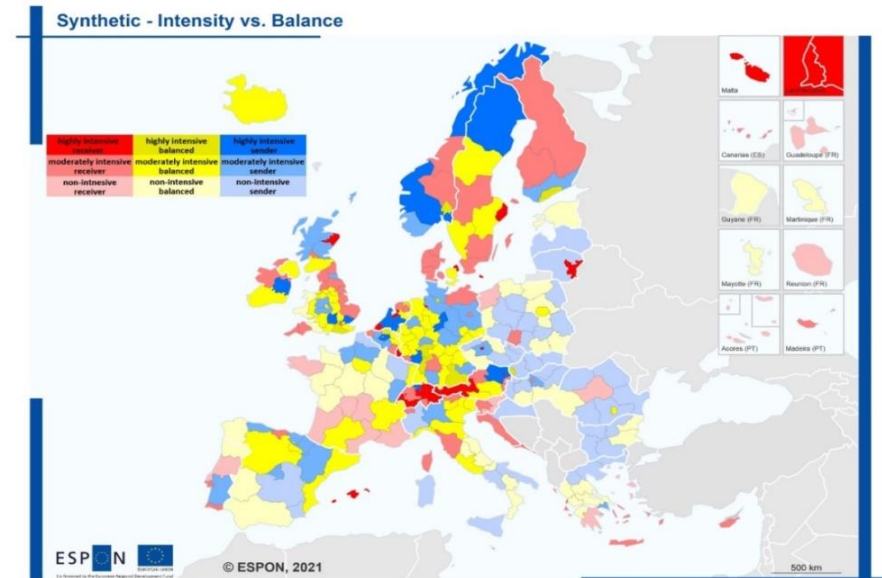 Synthetic - Intensity vs. Balance
highly intensive receiver
highly intensive balanced
highly intensive sender
moderately intensive receiver
moderately intensive balanced
moderately intensive sender
non-intnesive receiver
non-intensive balanced
non-intensive sender
Malta
Canarias (ES)
Guadeloupe (FR)
Guyane (FR)
Martinique (FR)
Mayotte (FR)
Reunion (FR)
Acores (PT)
Madeira (PT)
ESPON
© ESPON, 2021
500 km